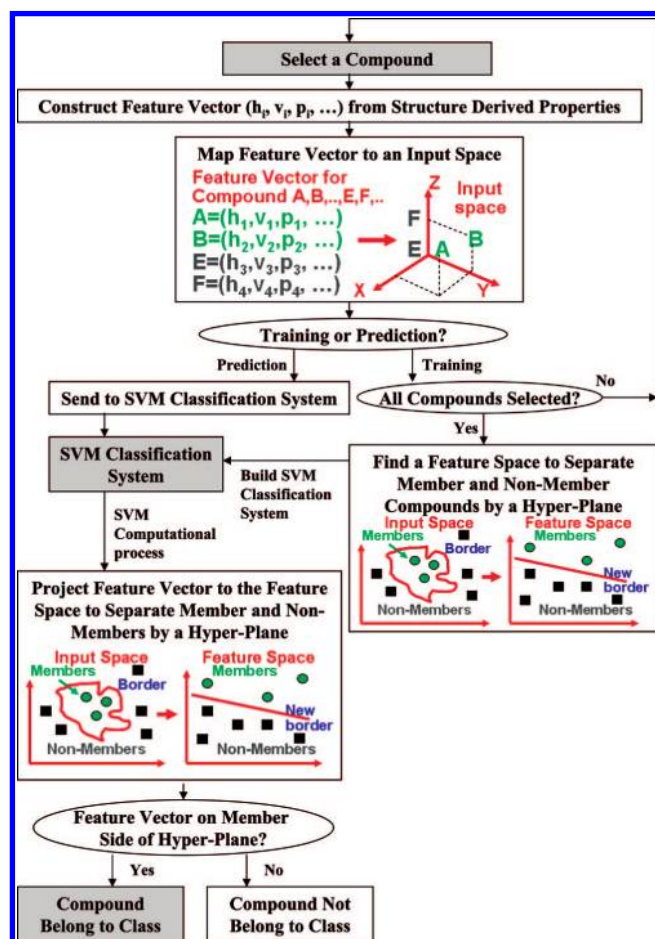 Select a Compound
Construct Feature Vector (hi, vi, pi, ...) from Structure Derived Properties
Map Feature Vector to an Input Space
Feature Vector for
Compound A,B,..,E,F,..
A=(h1,v1,p1, ...)
B=(h2,v2,p2, ...)
E=(h3,v3,p3, ...)
F=(h4,v4,p4, ...)
Z
Input
space
F
B
E
A
X
Y
Training or Prediction?
Prediction
Training
Send to SVM Classification System
All Compounds Selected?
No
Yes
SVM Classification
System
Build SVM
Classification
System
Find a Feature Space to Separate
Member and Non-Member
Compounds by a Hyper-Plane
Input Space
Feature Space
Members
Border
Members
New
border
Non-Members
Non-Members
SVM
Computational
process
Project Feature Vector to the Feature
Space to Separate Member and Non-
Members by a Hyper-Plane
Input Space
Feature Space
Members
Border
Members
New
border
Non-Members
Non-Members
Feature Vector on Member
Side of Hyper-Plane?
Yes
No
Compound
Belong to Class
Compound Not
Belong to Class